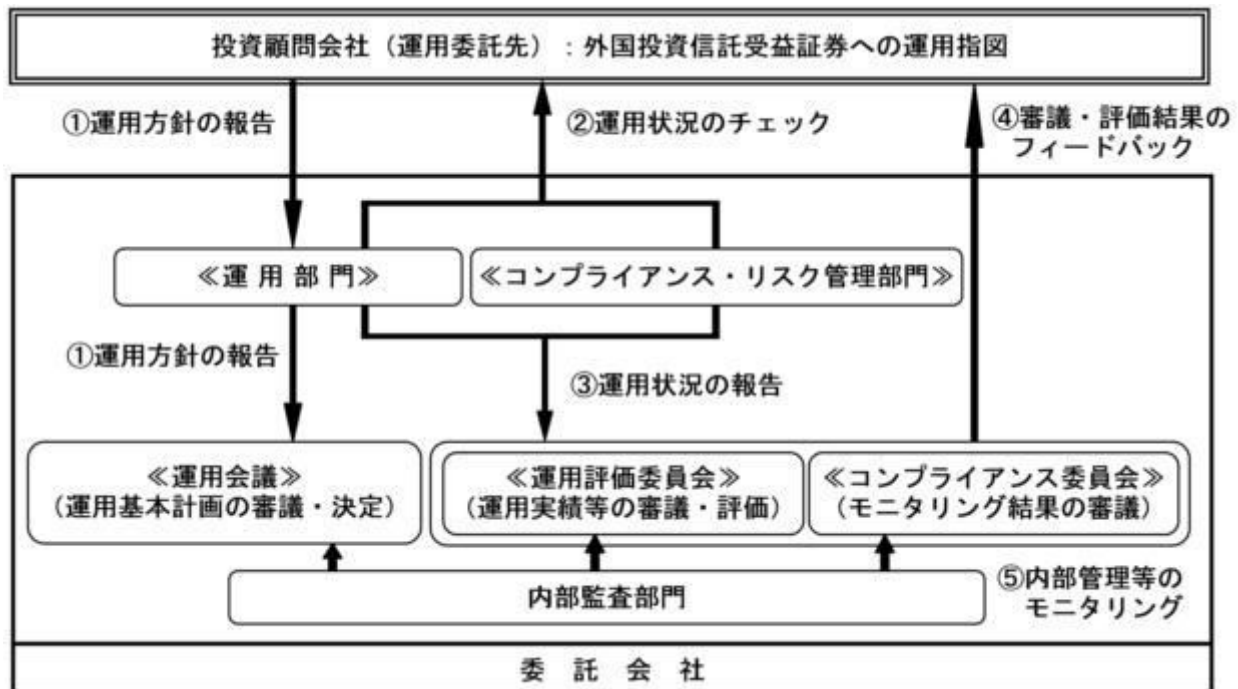 投資顧問会社（運用委託先）：外国投資信託受益証券への運用指図
①運用方針の報告
②運用状況のチェック
④審議・評価結果の
フィードバック
≪運 用 部 門≫
≪コンプライアンス・リスク管理部門≫
①運用方針の報告
③運用状況の報告
≪運用会議≫
（運用基本計画の審議・決定）
≪運用評価委員会≫
（運用実績等の審議・評価）
≪コンプライアンス委員会≫
（モニタリング結果の審議）
内部監査部門
⑤内部管理等の
モニタリング
委 託 会 社